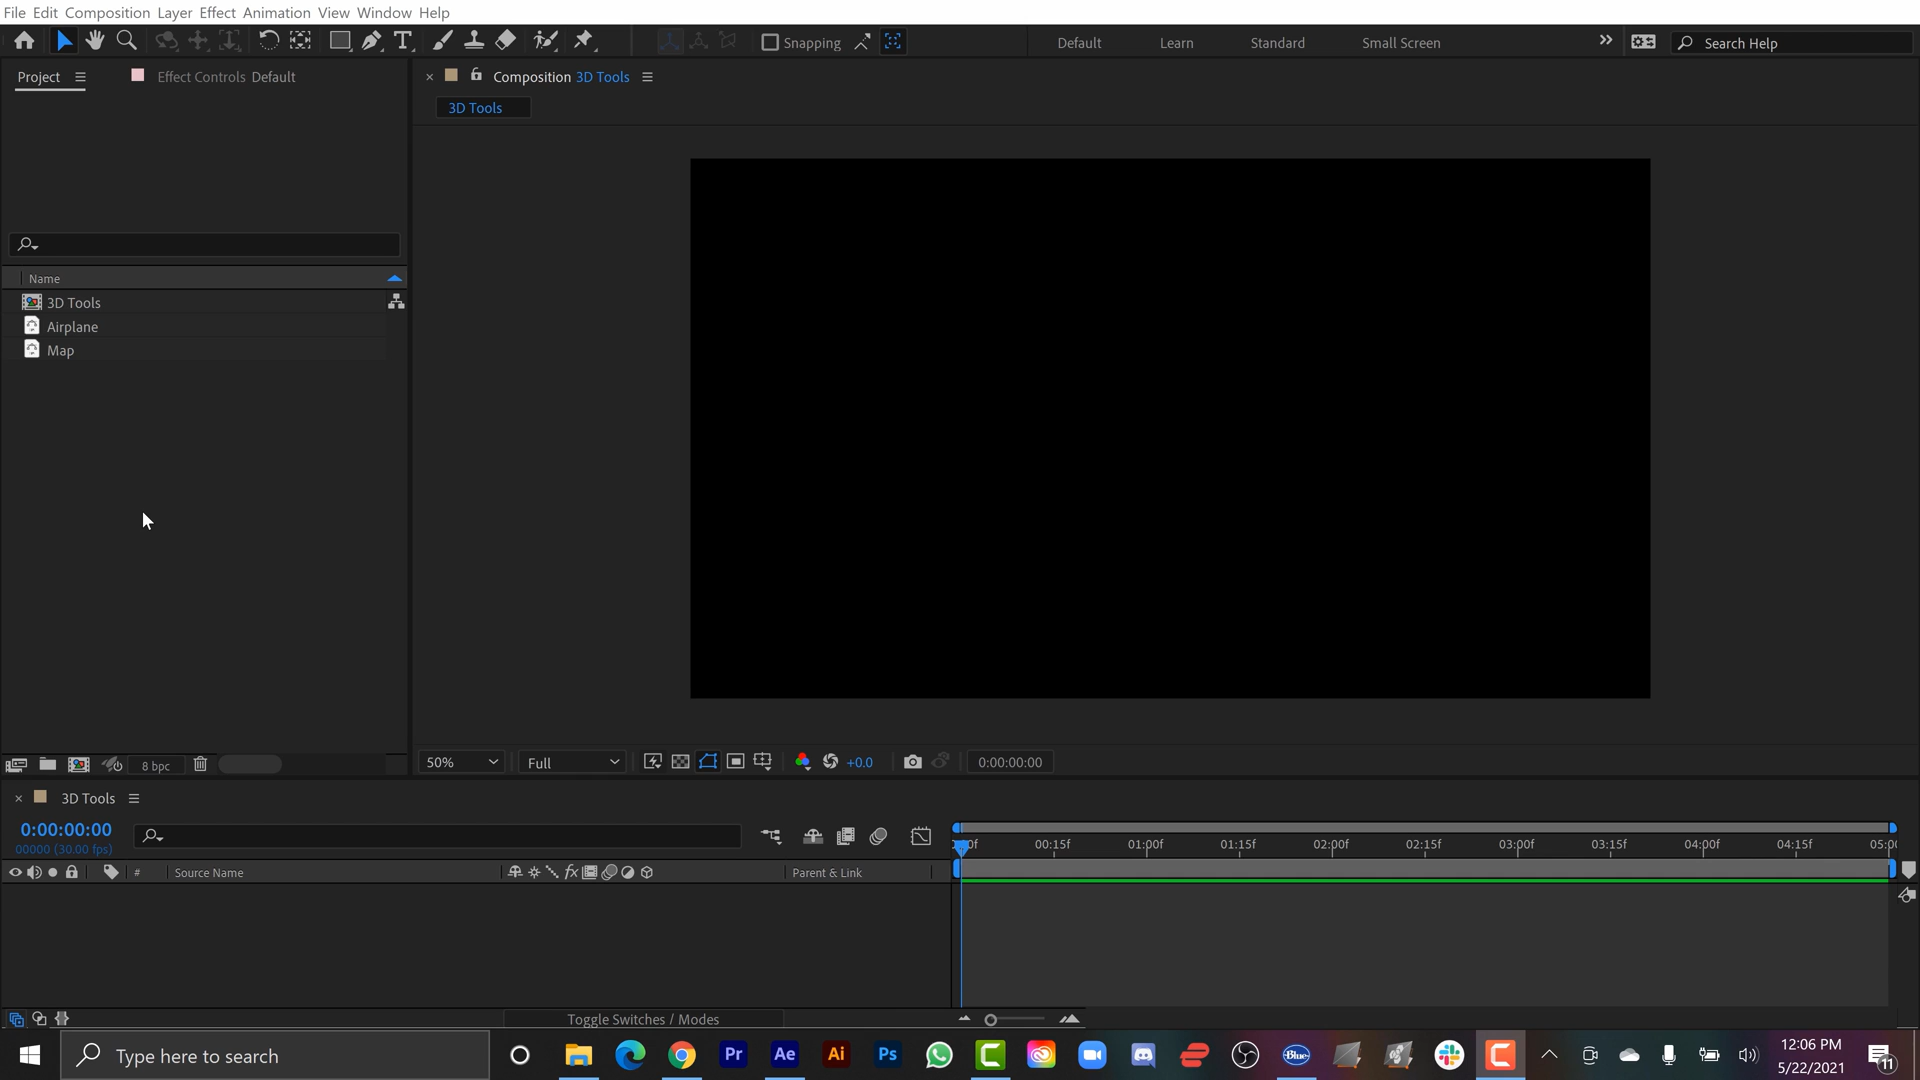 File Edit Composition Layer Effect Animation View Window Help
Snapping Default Learn Standard Small Screen Search Help
Project Effect Controls Default Composition 3D Tools
3D Tools
Name
3D Tools
Airplane
Map
8 bpc 50% Full +0.0 0:00:00:00
3D Tools
0:00:00:00
00000 (30.00 fps)
00:15f 01:00f 01:15f 02:00f 02:15f 03:00f 03:15f 04:00f 04:15f
# Source Name fx Parent & Link
Toggle Switches / Modes
Type here to search Pr Ae Ai Ps Blue 12:06 PM
5/22/2021 11